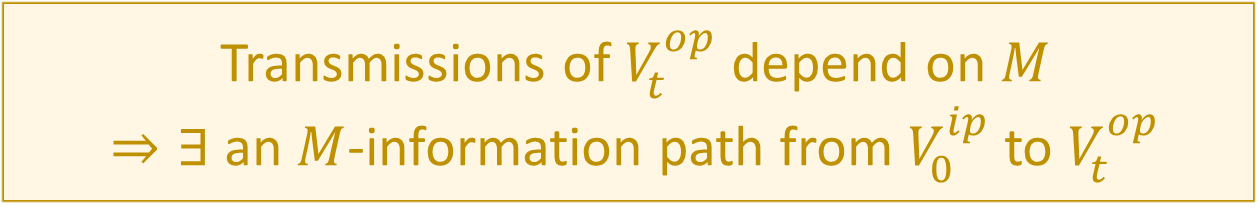 Transmissions of $V_t^{op}$ depend on $M$
⇒ ∃ an $M$-information path from $V_0^{ip}$ to $V_t^{op}$